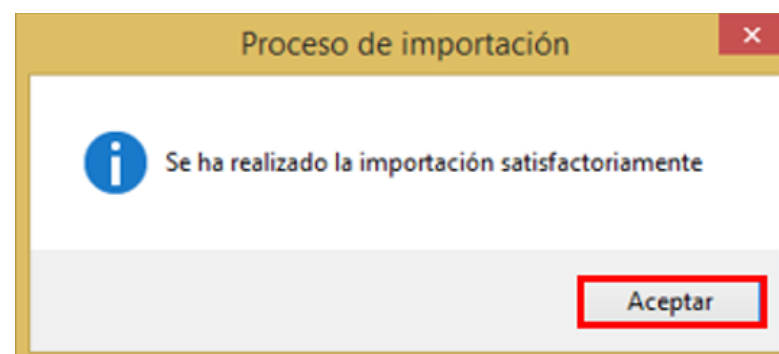 Proceso de importación
Se ha realizado la importación satisfactoriamente
Aceptar